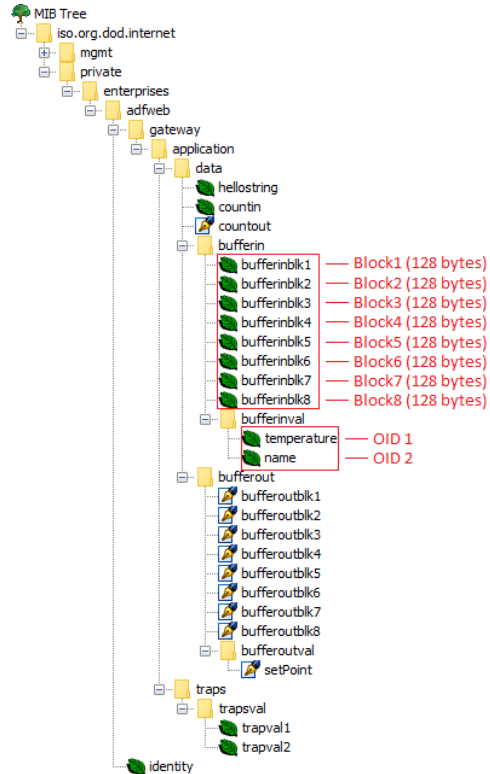 MIB Tree
iso.org.dod.internet
mgmt
private
enterprises
adfweb
gateway
application
data
hellostring
countin
countout
bufferin
bufferinblk1 Block1 (128 bytes)
bufferinblk2 Block2 (128 bytes)
bufferinblk3 Block3 (128 bytes)
bufferinblk4 Block4 (128 bytes)
bufferinblk5 Block5 (128 bytes)
bufferinblk6 Block6 (128 bytes)
bufferinblk7 Block7 (128 bytes)
bufferinblk8 Block8 (128 bytes)
bufferinval
temperature OID 1
name OID 2
bufferout
bufferoutblk1
bufferoutblk2
bufferoutblk3
bufferoutblk4
bufferoutblk5
bufferoutblk6
bufferoutblk7
bufferoutblk8
bufferoutval
setPoint
traps
trapsval
trapval1
trapval2
identity